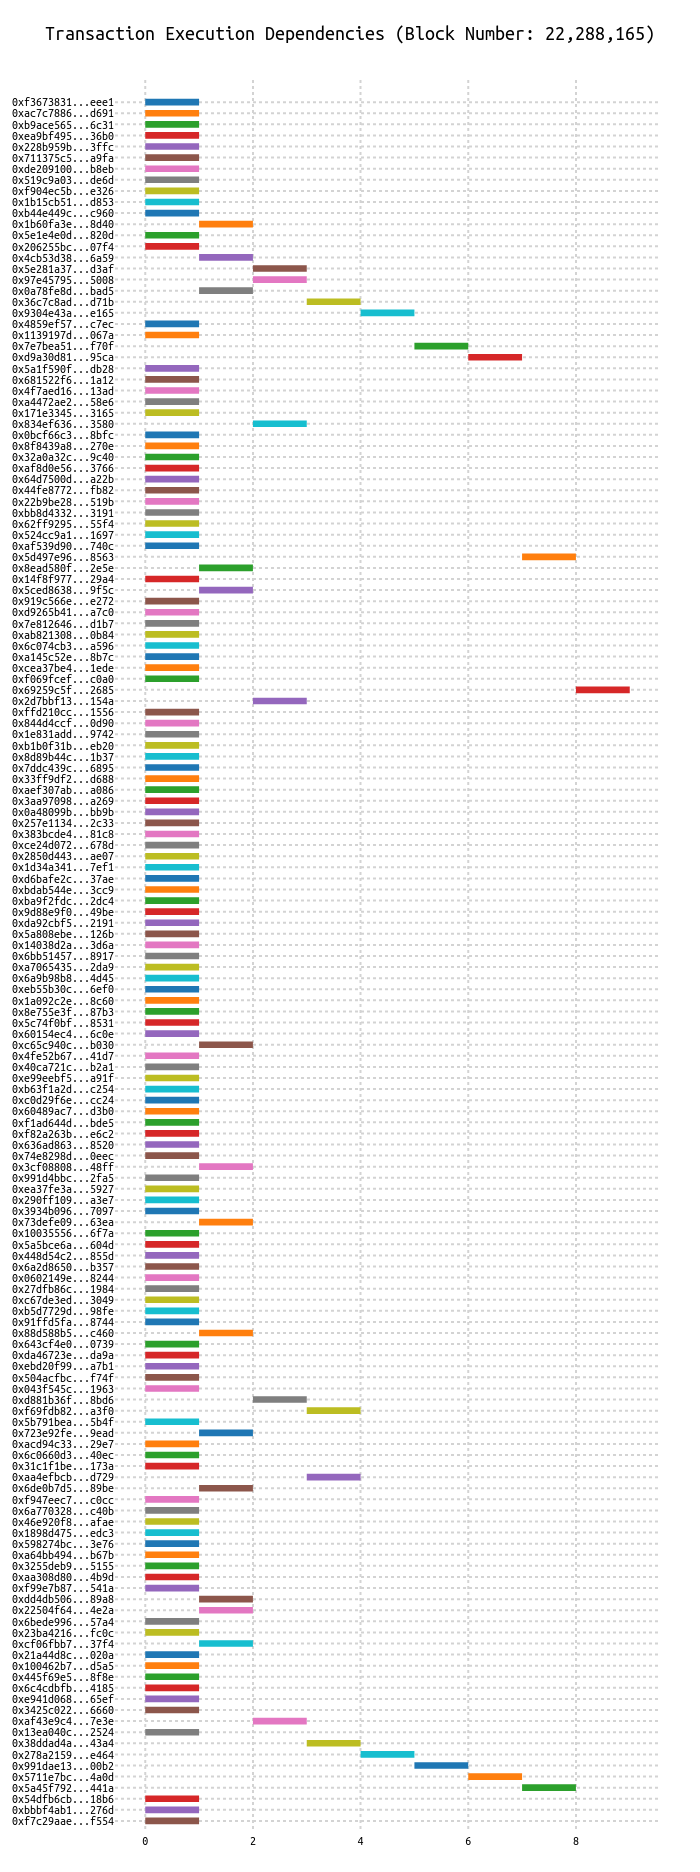 Transaction Execution Dependencies (Block Number: 22,288,165)
0xf3673831...eee1
0xac7c7886...d691
0xb9ace565...6c31
0xea9bf495...36b0
0x228b959b...3ffc
0x711375c5...a9fa
0xde209100...b8eb
0x519c9a03...de6d
0xf904ec5b...e326
0x1b15cb51...d853
0xb44e449c...c960
0x1b60fa3e...8d40
0x5e1e4e0d...820d
0x206255bc...07f4
0x4cb53d38...6a59
0x5e281a37...d3af
0x97e45795...5008
0x0a78fe8d...bad5
0x36c7c8ad...d71b
0x9304e43a...e165
0x4859ef57...c7ec
0x1139197d...067a
0x7e7bea51...f70f
0xd9a30d81...95ca
0x5a1f590f...db28
0x681522f6...1a12
0x4f7aed16...13ad
0xa4472ae2...58e6
0x171e3345...3165
0x834ef636...3580
0x0bcf66c3...8bfc
0x8f8439a8...270e
0x32a0a32c...9c40
0xaf8d0e56...3766
0x64d7500d...a22b
0x44fe8772...fb82
0x22b9be28...519b
0xbb8d4332...3191
0x62ff9295...55f4
0x524cc9a1...1697
0xaf539d90...740c
0x5d497e96...8563
0x8ead580f...2e5e
0x14f8f977...29a4
0x5ced8638...9f5c
0x919c566e...e272
0xd9265b41...a7c0
0x7e812646...d1b7
0xab821308...0b84
0x6c074cb3...a596
0xa145c52e...8b7c
0xcea37be4...1ede
0xf069fcef...c0a0
0x69259c5f...2685
0x2d7bbf13...154a
0xffd210cc...1556
0x844d4ccf...0d90
0x1e831add...9742
0xb1b0f31b...eb20
0x8d89b44c...1b37
0x7ddc439c...6895
0x33ff9df2...d688
0xaef307ab...a086
0x3aa97098...a269
0x0a48099b...bb9b
0x257e1134...2c33
0x383bcde4...81c8
0xce24d072...678d
0x2850d443...ae07
0x1d34a341...7ef1
0xd6bafe2c...37ae
0xbdab544e...3cc9
0xba9f2fdc...2dc4
0x9d88e9f0...49be
0xda92cbf5...2191
0x5a808ebe...126b
0x14038d2a...3d6a
0x6bb51457...8917
0xa7065435...2da9
0x6a9b98b8...4d45
0xeb55b30c...6ef0
0x1a092c2e...8c60
0x8e755e3f...87b3
0x5c74f0bf...8531
0x60154ec4...6c0e
0xc65c940c...b030
0x4fe52b67...41d7
0x40ca721c...b2a1
0xe99eebf5...a91f
0xb63f1a2d...c254
0xc0d29f6e...cc24
0x60489ac7...d3b0
0xf1ad644d...bde5
0xf82a263b...e6c2
0x636ad863...8520
0x74e8298d...0eec
0x3cf08808...48ff
0x991d4bbc...2fa5
0xea37fe3a...5927
0x290ff109...a3e7
0x3934b096...7097
0x73defe09...63ea
0x10035556...6f7a
0x5a5bce6a...604d
0x448d54c2...855d
0x6a2d8650...b357
0x0602149e...8244
0x27dfb86c...1984
0xc67de3ed...3049
0xb5d7729d...98fe
0x91ffd5fa...8744
0x88d588b5...c460
0x643cf4e0...0739
0xda46723e...da9a
0xebd20f99...a7b1
0x504acfbc...f74f
0x043f545c...1963
0xd881b36f...8bd6
0xf69fdb82...a3f0
0x5b791bea...5b4f
0x723e92fe...9ead
0xacd94c33...29e7
0x6c0660d3...40ec
0x31c1f1be...173a
0xaa4efbcb...d729
0x6de0b7d5...89be
0xf947eec7...c0cc
0x6a770328...c40b
0x46e920f8...afae
0x1898d475...edc3
0x598274bc...3e76
0xa64bb494...b67b
0x3255deb9...5155
0xaa308d80...4b9d
0xf99e7b87...541a
0xdd4db506...89a8
0x22504f64...4e2a
0x6bede996...57a4
0x23ba4216...fc0c
0xcf06fbb7...37f4
0x21a44d8c...020a
0x100462b7...d5a5
0x445f69e5...8f8e
0x6c4cdbfb...4185
0xe941d068...65ef
0x3425c022...6660
0xaf43e9c4...7e3e
0x13ea040c...2524
0x38ddad4a...43a4
0x278a2159...e464
0x991dae13...00b2
0x5711e7bc...4a0d
0x5a45f792...441a
0x54dfb6cb...18b6
0xbbbf4ab1...276d
0xf7c29aae...f554
0 2 4 6 8